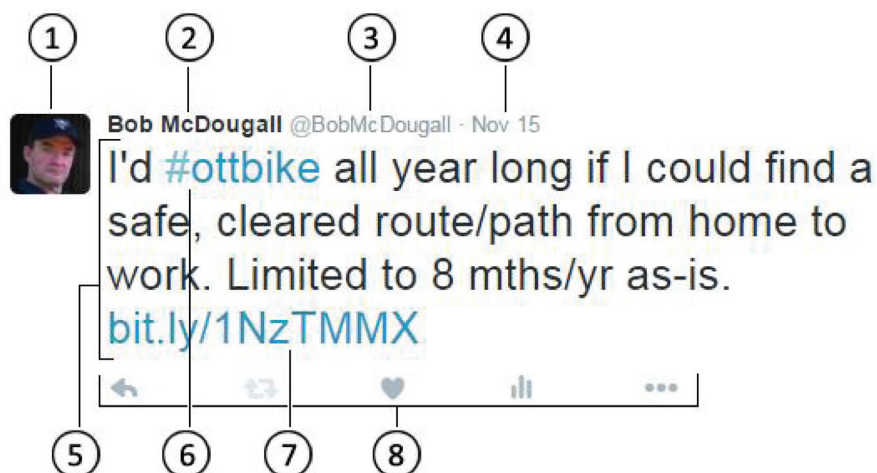 1 2 3 4
Bob McDougall @BobMcDougall · Nov 15
I'd #ottbike all year long if I could find a
safe, cleared route/path from home to
work. Limited to 8 mths/yr as-is.
bit.ly/1NzTMMX
5 6 7 8